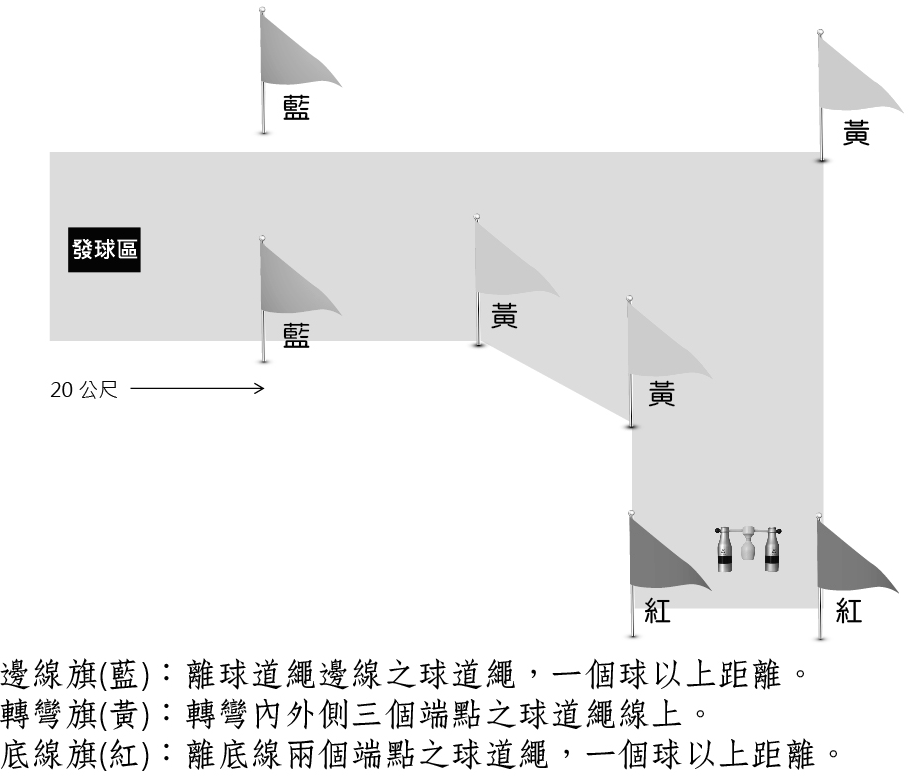 藍
黃
發球區
藍
黃
20 公尺
黃
紅
紅
邊線旗(藍)：離球道繩邊線之球道繩，一個球以上距離。
轉彎旗(黃)：轉彎內外側三個端點之球道繩線上。
底線旗(紅)：離底線兩個端點之球道繩，一個球以上距離。